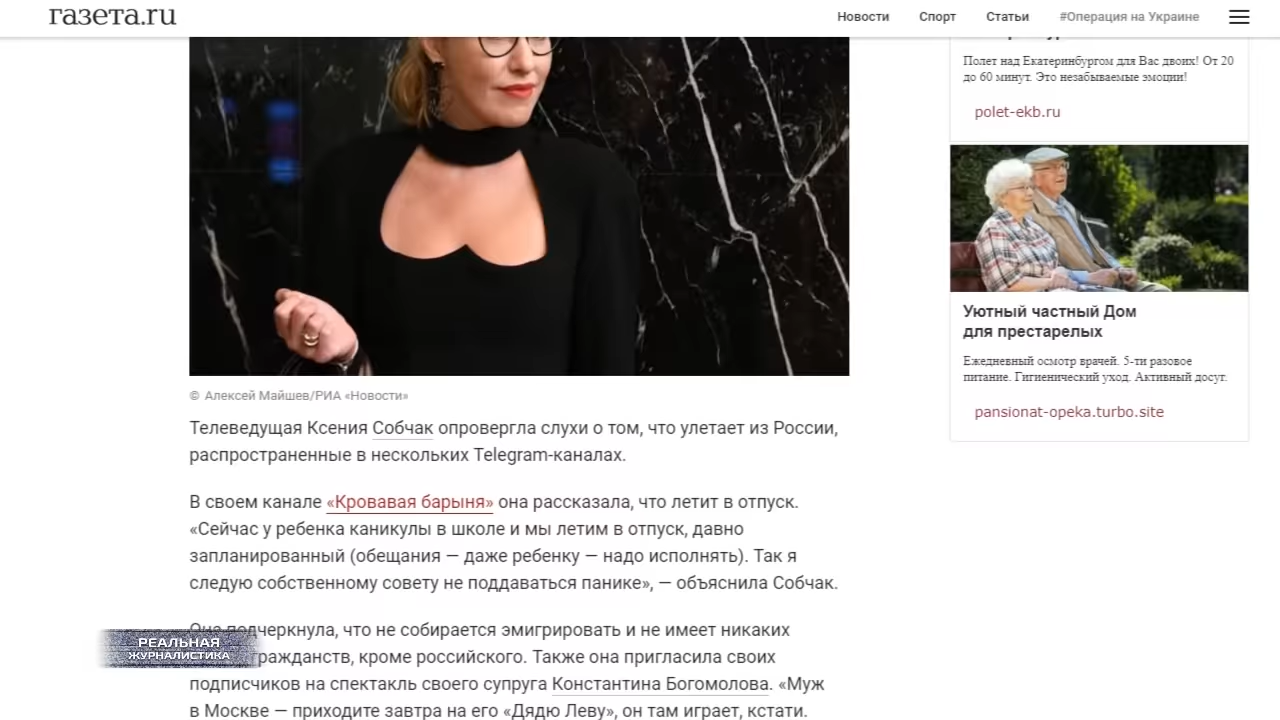 газета.ru
Новости
Спорт
Статьи
#Операция на Украине
Полет над Екатеринбургом для Вас двоих! От 20
до 60 минут. Это незабываемые эмоции!
polet-ekb.ru
Уютный частный Дом
для престарелых
Ежедневный осмотр врачей. 5-ти разовое
питание. Гигиенический уход. Активный досуг.
pansionat-opeka.turbo.site
© Алексей Майшев/РИА «Новости»
Телеведущая Ксения Собчак опровергла слухи о том, что улетает из России,
распространенные в нескольких Telegram-каналах.
В своем канале «Кровавая барыня» она рассказала, что летит в отпуск.
«Сейчас у ребенка каникулы в школе и мы летим в отпуск, давно
запланированный (обещания — даже ребенку — надо исполнять). Так я
следую собственному совету не поддаваться панике», — объяснила Собчак.
Она подчеркнула, что не собирается эмигрировать и не имеет никаких
гражданств, кроме российского. Также она пригласила своих
подписчиков на спектакль своего супруга Константина Богомолова. «Муж
в Москве — приходите завтра на его «Дядю Леву», он там играет, кстати.
РЕАЛЬНАЯ
ЖУРНАЛИСТИКА